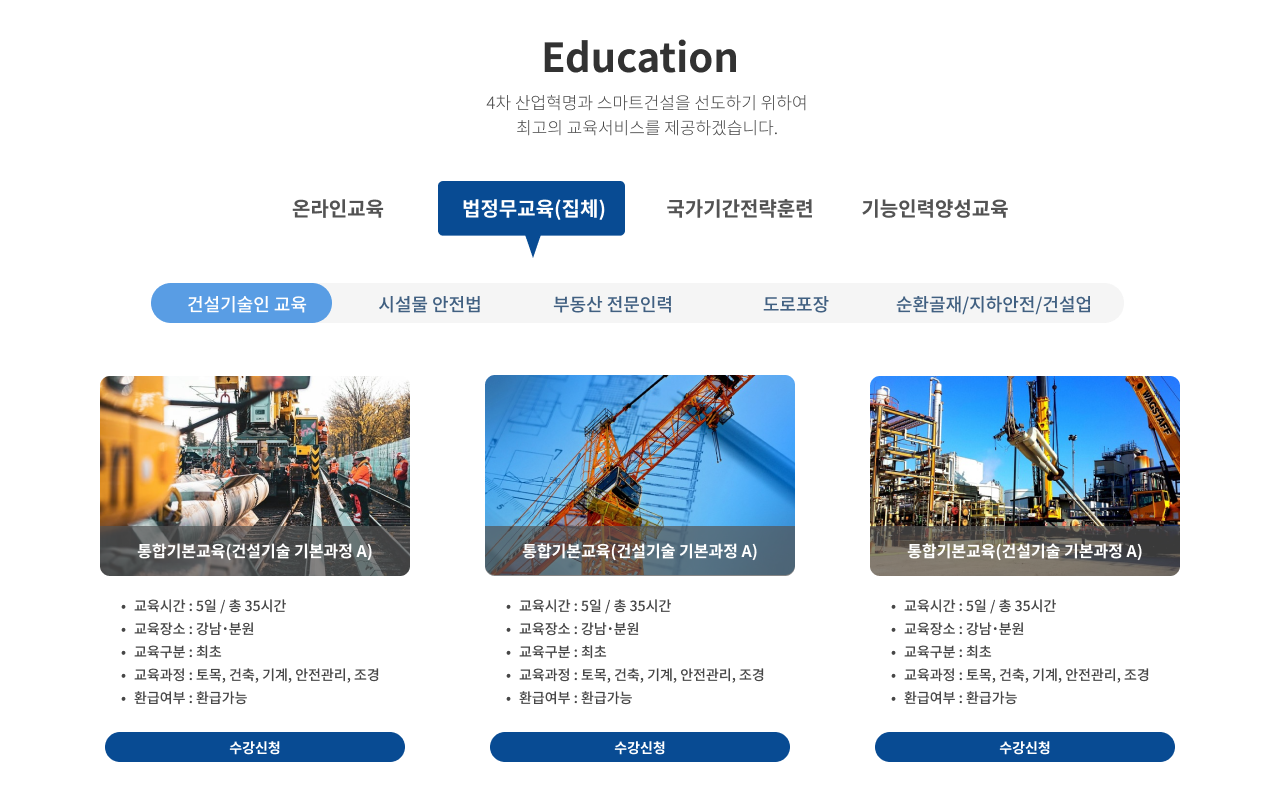 Education
4차 산업혁명과 스마트건설을 선도하기 위하여
최고의 교육서비스를 제공하겠습니다.
온라인교육
법정무교육(집체)
국가기간전략훈련
기능인력양성교육
건설기술인 교육
시설물 안전법
부동산 전문인력
도로포장
순환골재/지하안전/건설업
WAGSTAFF
통합기본교육(건설기술 기본과정 A)
통합기본교육(건설기술 기본과정 A)
통합기본교육(건설기술 기본과정 A)
• 교육시간 : 5일 / 총 35시간
• 교육장소 : 강남·분원
• 교육구분 : 최초
• 교육과정 : 토목, 건축, 기계, 안전관리, 조경
• 환급여부 : 환급가능
• 교육시간 : 5일 / 총 35시간
• 교육장소 : 강남·분원
• 교육구분 : 최초
• 교육과정 : 토목, 건축, 기계, 안전관리, 조경
• 환급여부 : 환급가능
• 교육시간 : 5일 / 총 35시간
• 교육장소 : 강남·분원
• 교육구분 : 최초
• 교육과정 : 토목, 건축, 기계, 안전관리, 조경
• 환급여부 : 환급가능
수강신청
수강신청
수강신청